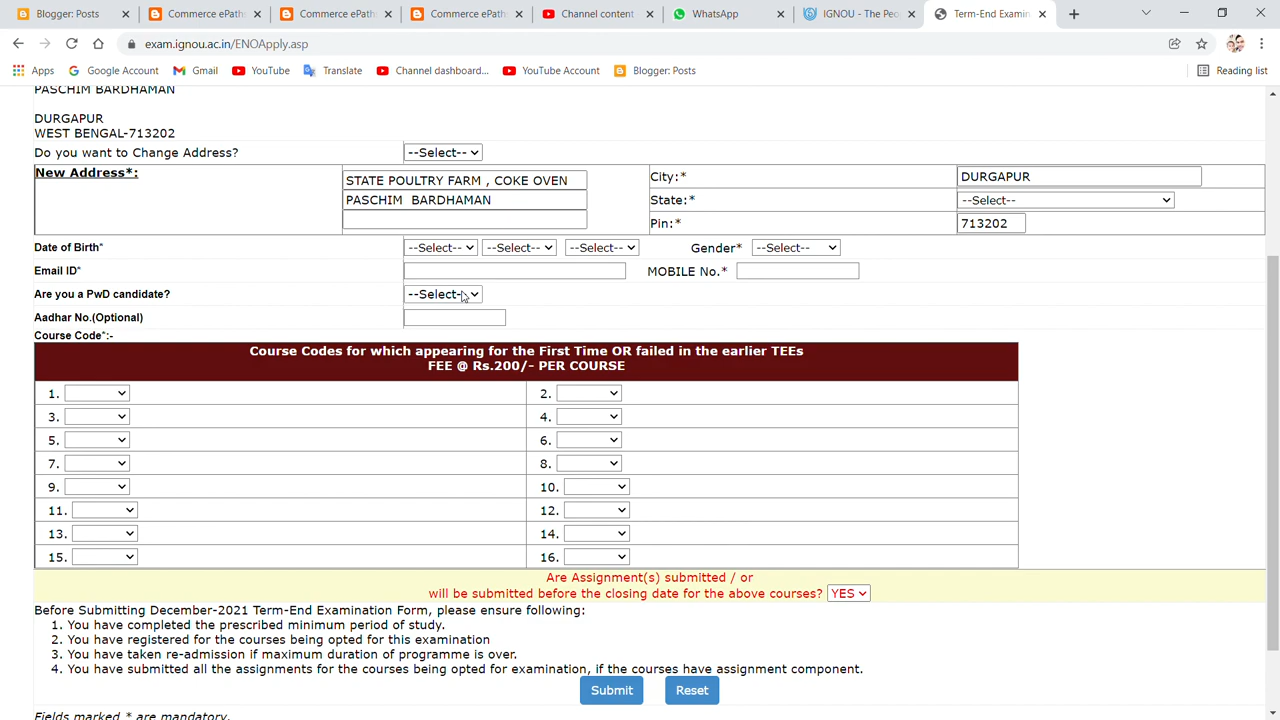 Blogger: Posts
Commerce ePath
Commerce ePath
Commerce ePath
Channel content
WhatsApp
IGNOU - The Peo
Term-End Examin
exam.ignou.ac.in/ENOApply.asp
Apps
Google Account
Gmail
YouTube
Translate
Channel dashboard...
YouTube Account
Blogger: Posts
Reading list
PASCHIM BARDHAMAN
DURGAPUR
WEST BENGAL-713202
Do you want to Change Address? --Select--
New Address*:
STATE POULTRY FARM , COKE OVEN
PASCHIM BARDHAMAN
City:* DURGAPUR
State:* --Select--
Pin:* 713202
Date of Birth* --Select-- --Select-- --Select-- Gender* --Select--
Email ID* MOBILE No.*
Are you a PwD candidate? --Select-
Aadhar No.(Optional)
Course Code*:-
Course Codes for which appearing for the First Time OR failed in the earlier TEEs
FEE @ Rs.200/- PER COURSE
1. 2.
3. 4.
5. 6.
7. 8.
9. 10.
11. 12.
13. 14.
15. 16.
Are Assignment(s) submitted / or
will be submitted before the closing date for the above courses? YES
Before Submitting December-2021 Term-End Examination Form, please ensure following:
1. You have completed the prescribed minimum period of study.
2. You have registered for the courses being opted for this examination
3. You have taken re-admission if maximum duration of programme is over.
4. You have submitted all the assignments for the courses being opted for examination, if the courses have assignment component.
Submit Reset
Fields marked * are mandatory.